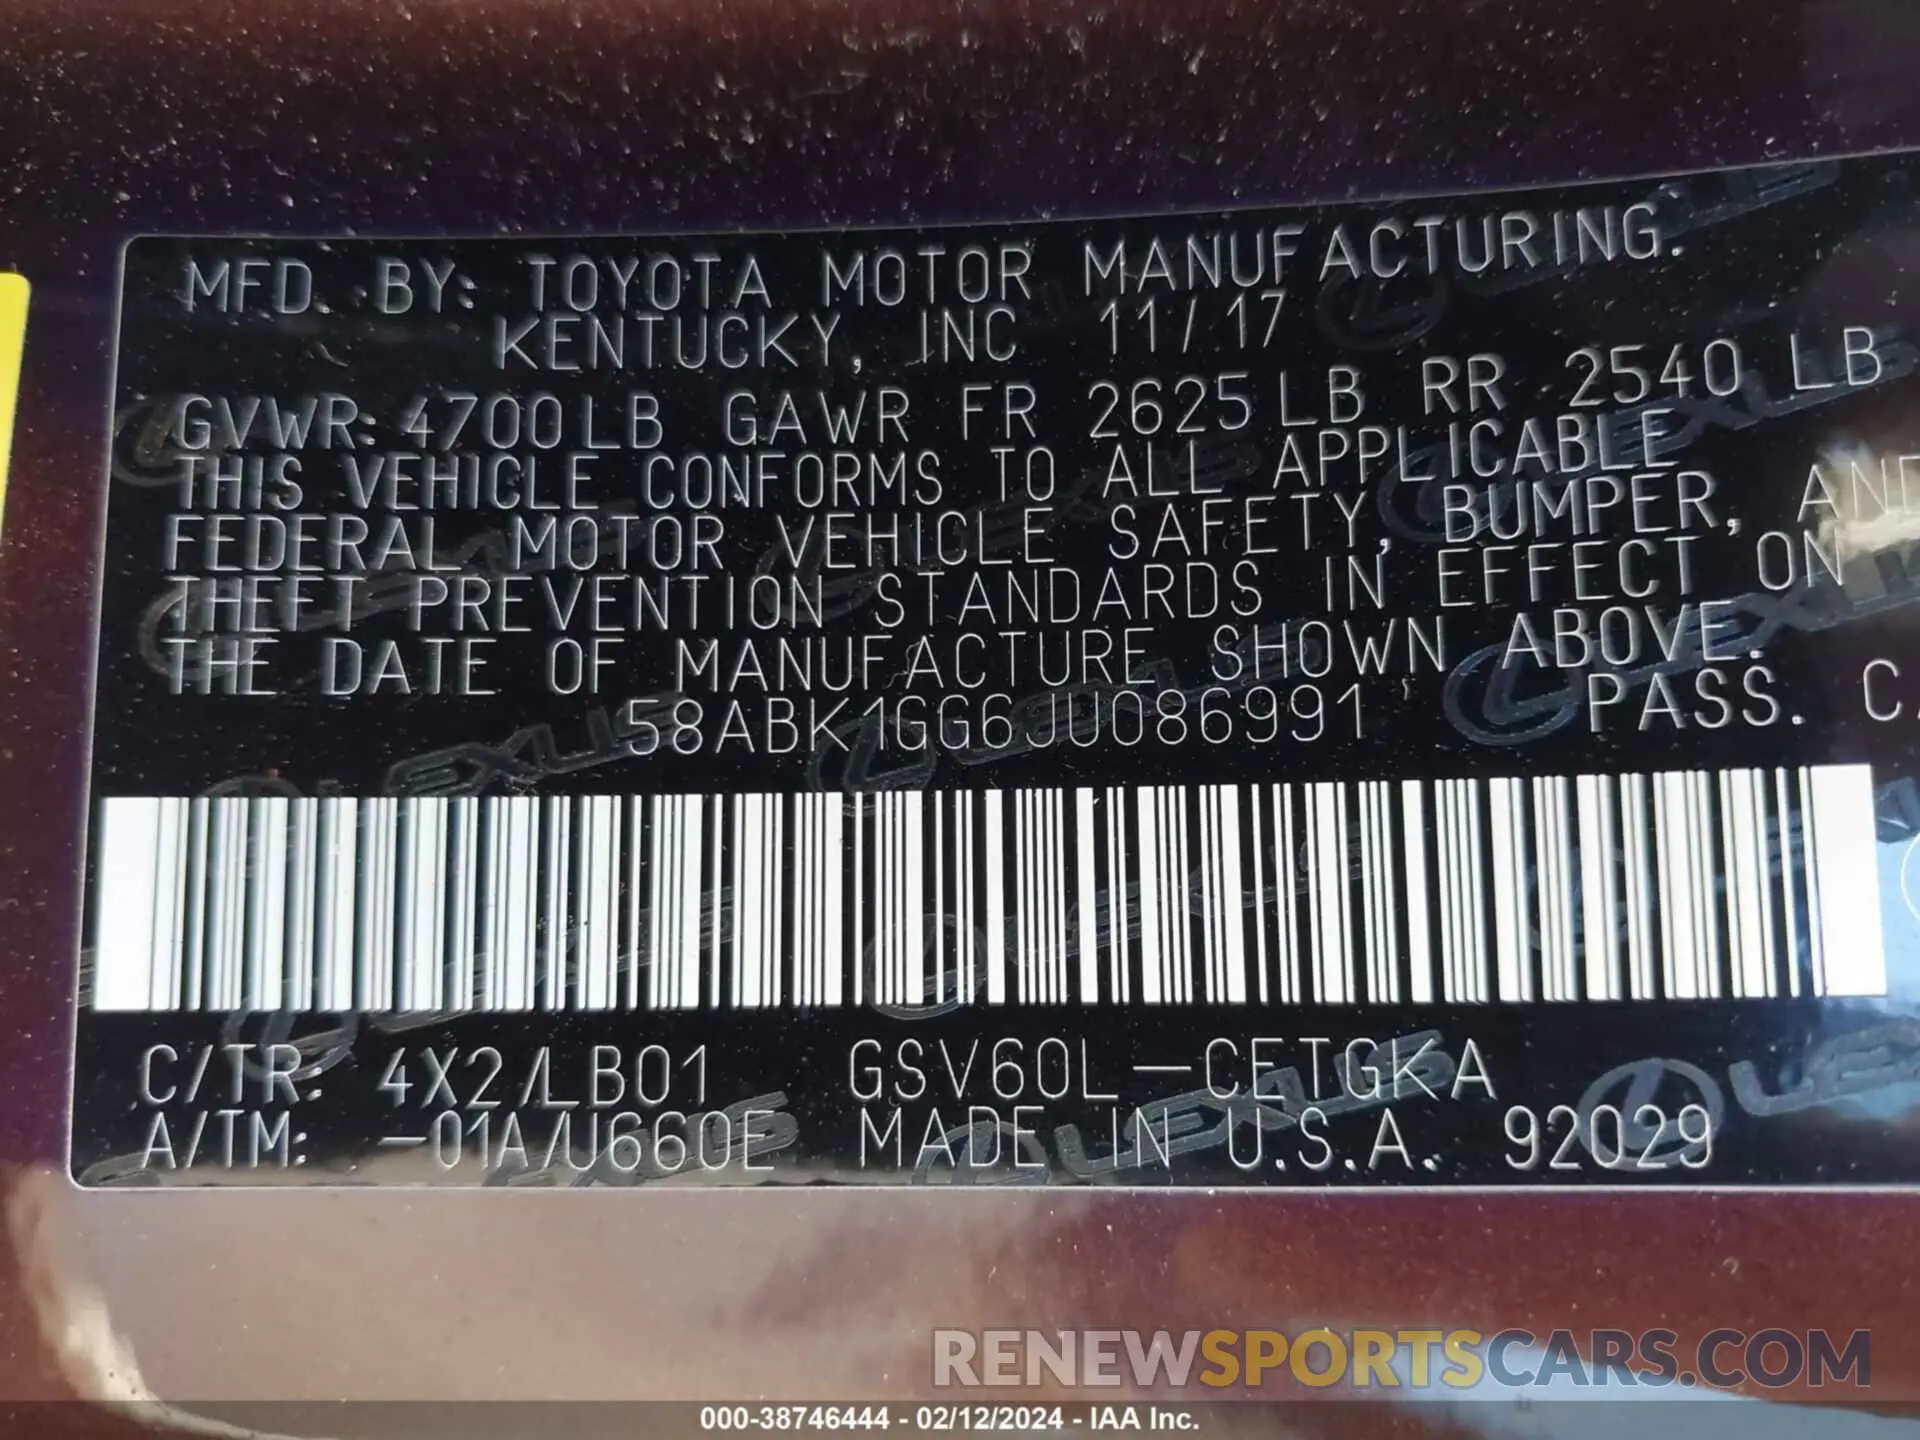 MFD. BY: TOYOTA MOTOR MANUFACTURING.
KENTUCKY, INC 11/17
GVWR: 4700LB GAWR FR 2625LB RR 2540 LB
THIS VEHICLE CONFORMS TO ALL APPLICABLE
FEDERAL MOTOR VEHICLE SAFETY, BUMPER, AND
THEFT PREVENTION STANDARDS IN EFFECT ON
THE DATE OF MANUFACTURE SHOWN ABOVE.
58ABK1GG6JU086991 PASS. CA
C/TR: 4X2/LB01 GSV60L-CETGKA
A/TM: -01A/U660E MADE IN U.S.A. 92029
LEXUS
RENEWSPORTSCARS.COM
000-38746444 - 02/12/2024 - IAA Inc.